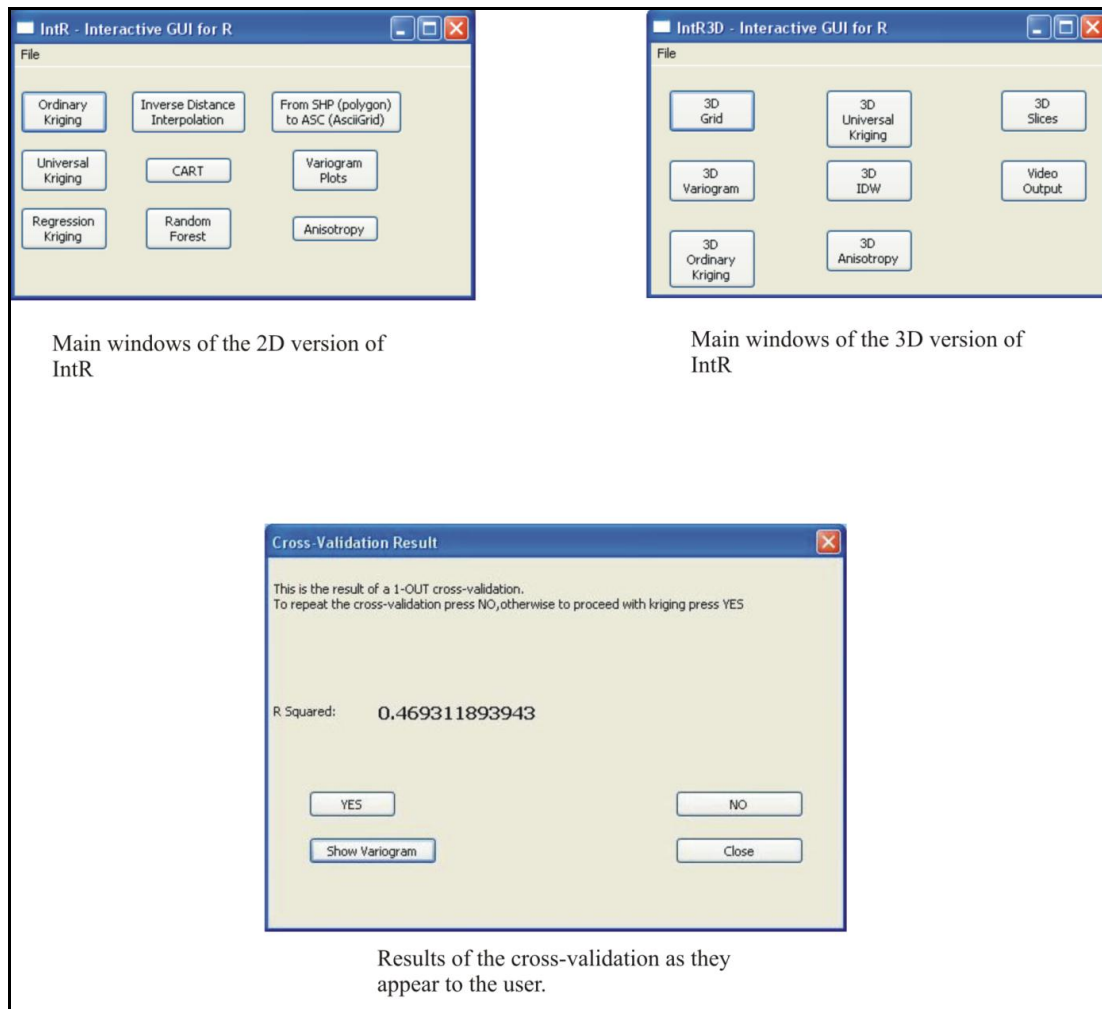 IntR - Interactive GUI for R
File
Ordinary
Kriging
Inverse Distance
Interpolation
From SHP (polygon)
to ASC (AsciiGrid)
Universal
Kriging
CART
Variogram
Plots
Regression
Kriging
Random
Forest
Anisotropy
Main windows of the 2D version of
IntR
IntR3D - Interactive GUI for R
File
3D
Grid
3D
Universal
Kriging
3D
Slices
3D
Variogram
3D
IDW
Video
Output
3D
Ordinary
Kriging
3D
Anisotropy
Main windows of the 3D version of
IntR
Cross-Validation Result
This is the result of a 1-OUT cross-validation.
To repeat the cross-validation press NO,otherwise to proceed with kriging press YES
R Squared: 0.469311893943
YES
NO
Show Variogram
Close
Results of the cross-validation as they
appear to the user.